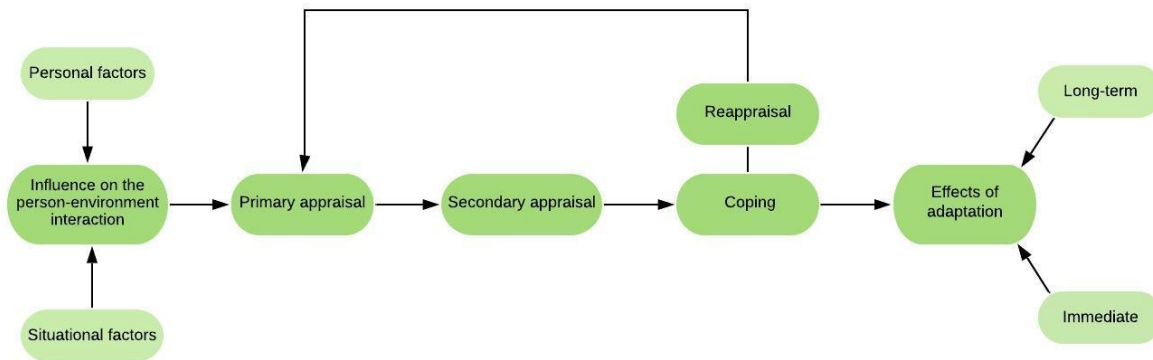 Personal factors
Influence on the
person-environment
interaction
Situational factors
Primary appraisal
Secondary appraisal
Reappraisal
Coping
Effects of
adaptation
Long-term
Immediate